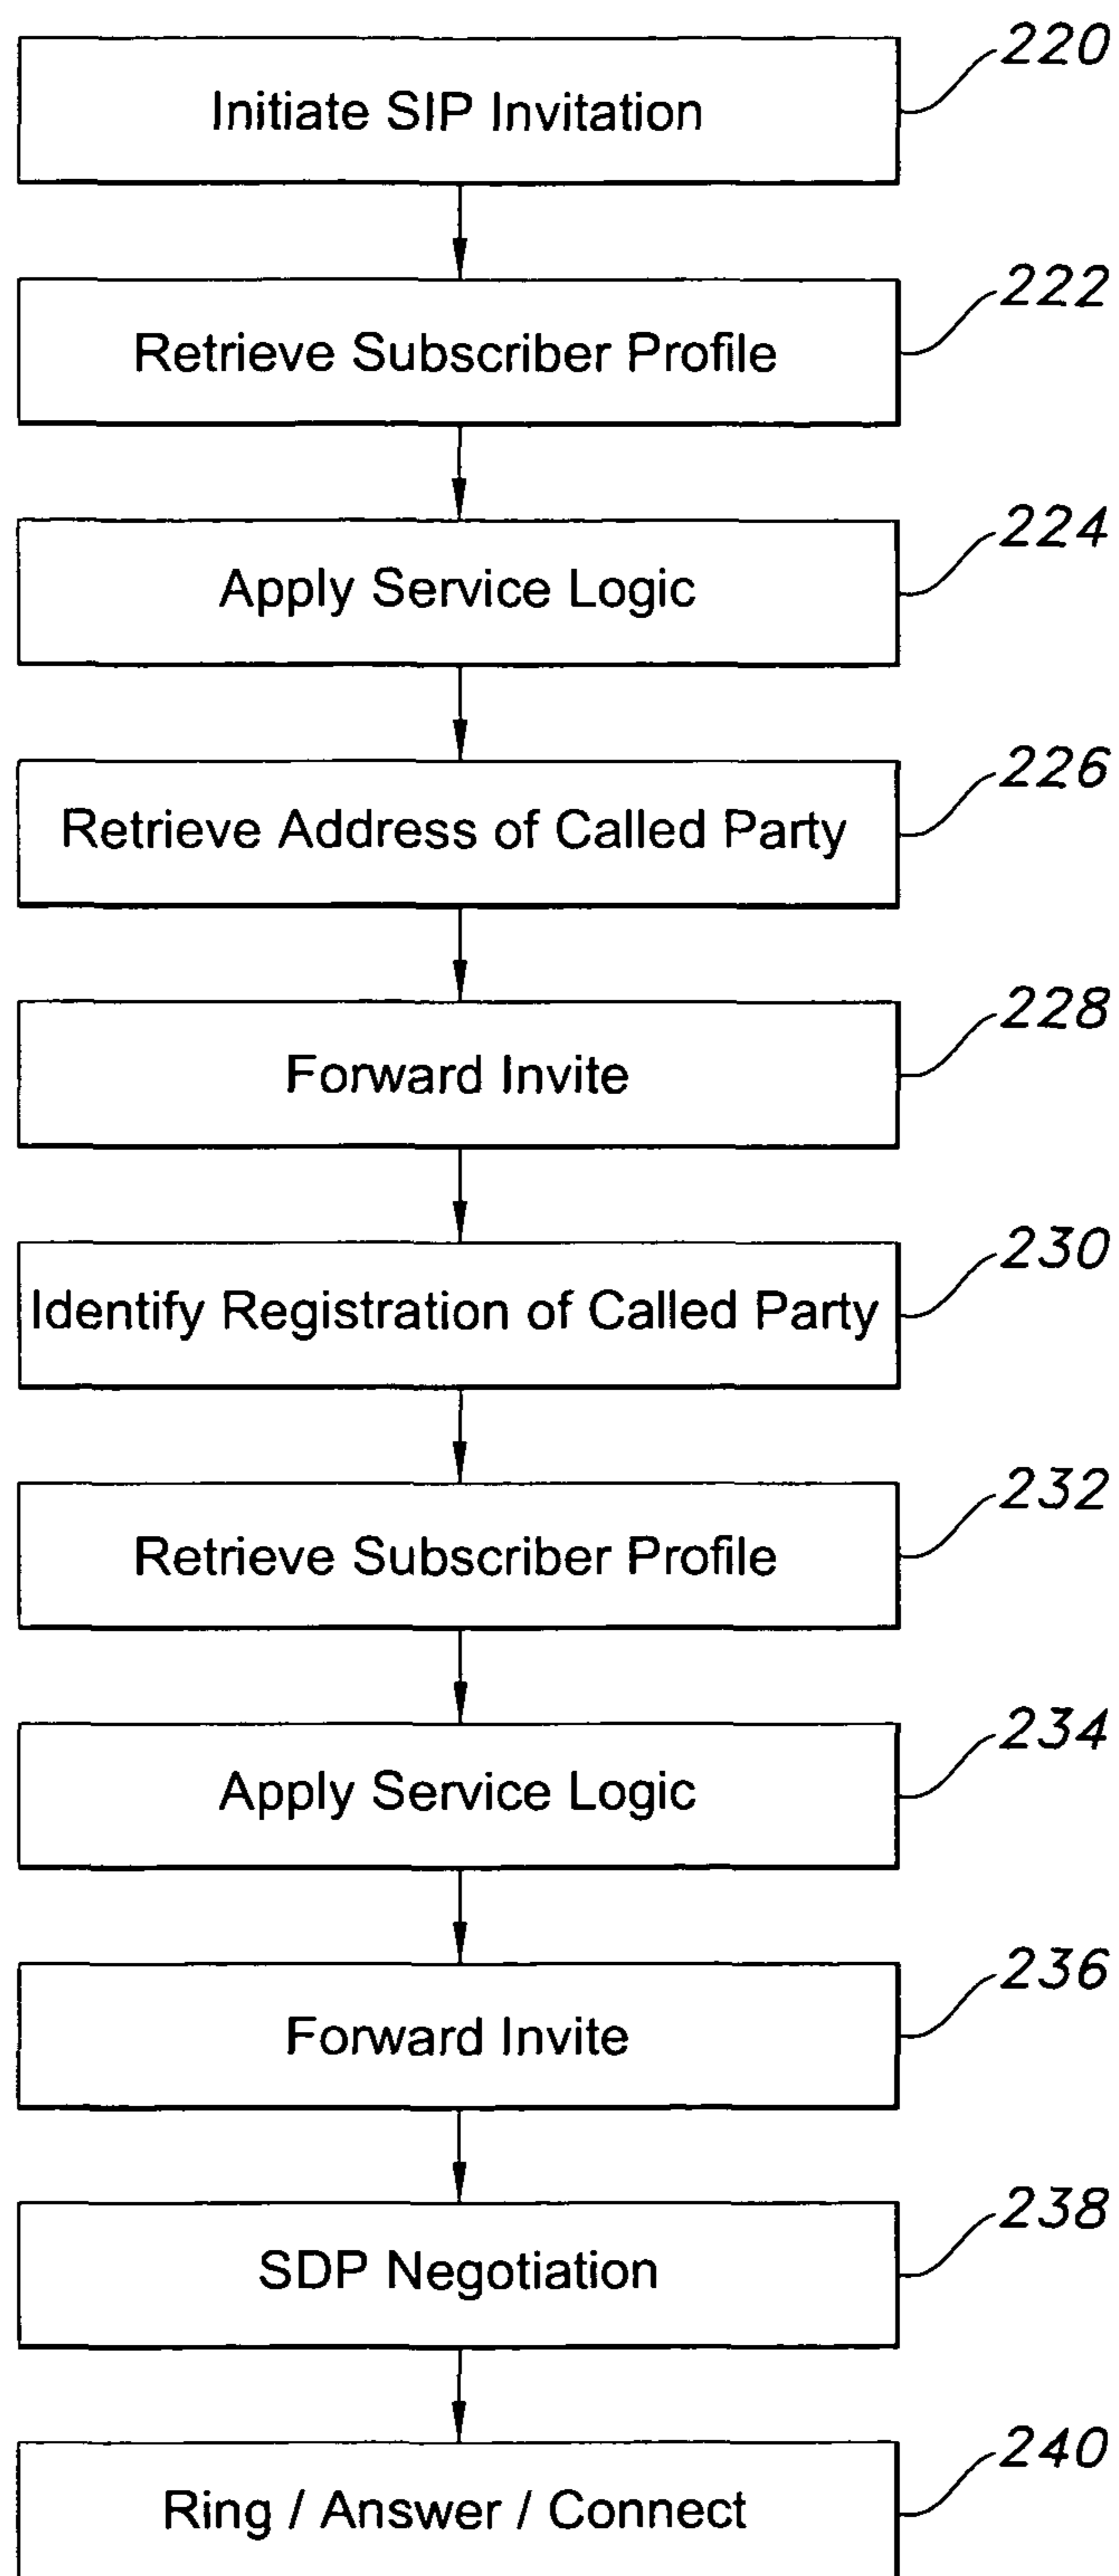 220
Initiate SIP Invitation
222
Retrieve Subscriber Profile
224
Apply Service Logic
226
Retrieve Address of Called Party
228
Forward Invite
230
Identify Registration of Called Party
232
Retrieve Subscriber Profile
234
Apply Service Logic
236
Forward Invite
238
SDP Negotiation
240
Ring / Answer / Connect